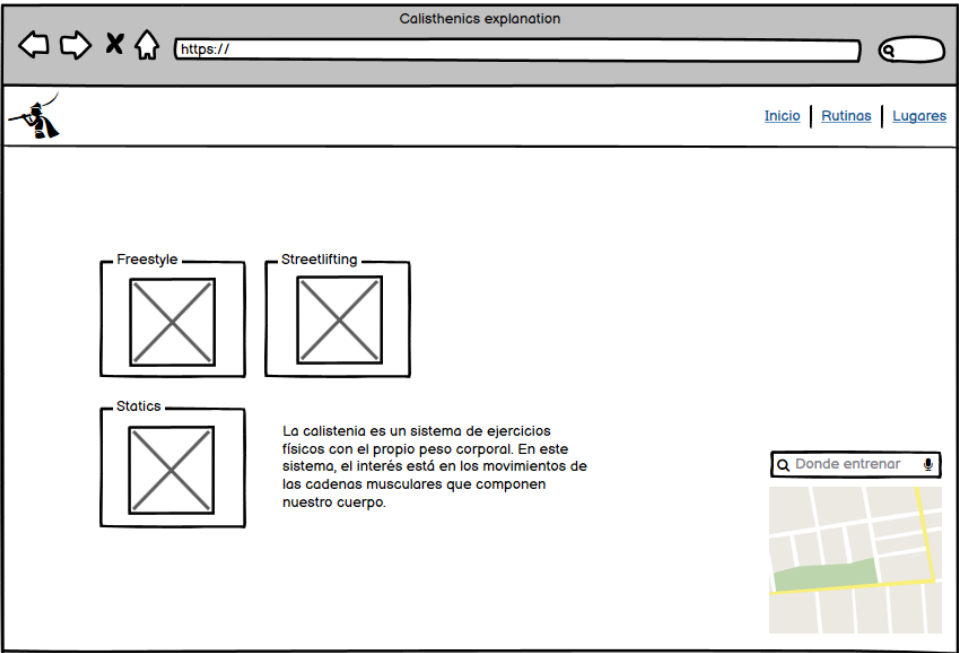 Calisthenics explanation
https://
Inicio | Rutinas | Lugares
Freestyle
Streetlifting
Statics
La calistenia es un sistema de ejercicios
físicos con el propio peso corporal. En este
sistema, el interés está en los movimientos de
las cadenas musculares que componen
nuestro cuerpo.
Donde entrenar